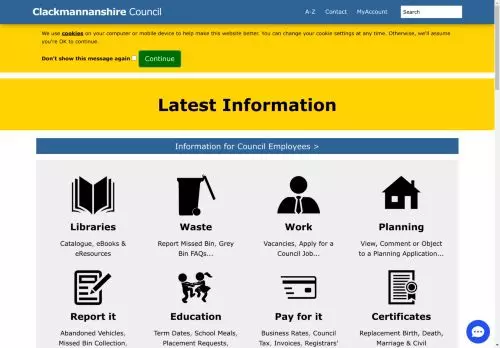 Clackmannanshire Council
A-Z Contact MyAccount Search
We use cookies on your computer or mobile device to help make this website better. You can change your cookie settings at any time. Otherwise, we'll assume
you're OK to continue.
Don't show this message again Continue
Latest Information
Information for Council Employees >
Libraries Waste Work Planning
Catalogue, eBooks & Report Missed Bin, Grey Vacancies, Apply for a View, Comment or Object
eResources Bin FAQs... Council Job... to a Planning Application...
Report it Education Pay for it Certificates
Abandoned Vehicles, Term Dates, School Meals, Business Rates, Council Replacement Birth, Death,
Missed Bin Collection, Placement Requests, Tax, Invoices, Registrars' Marriage & Civil